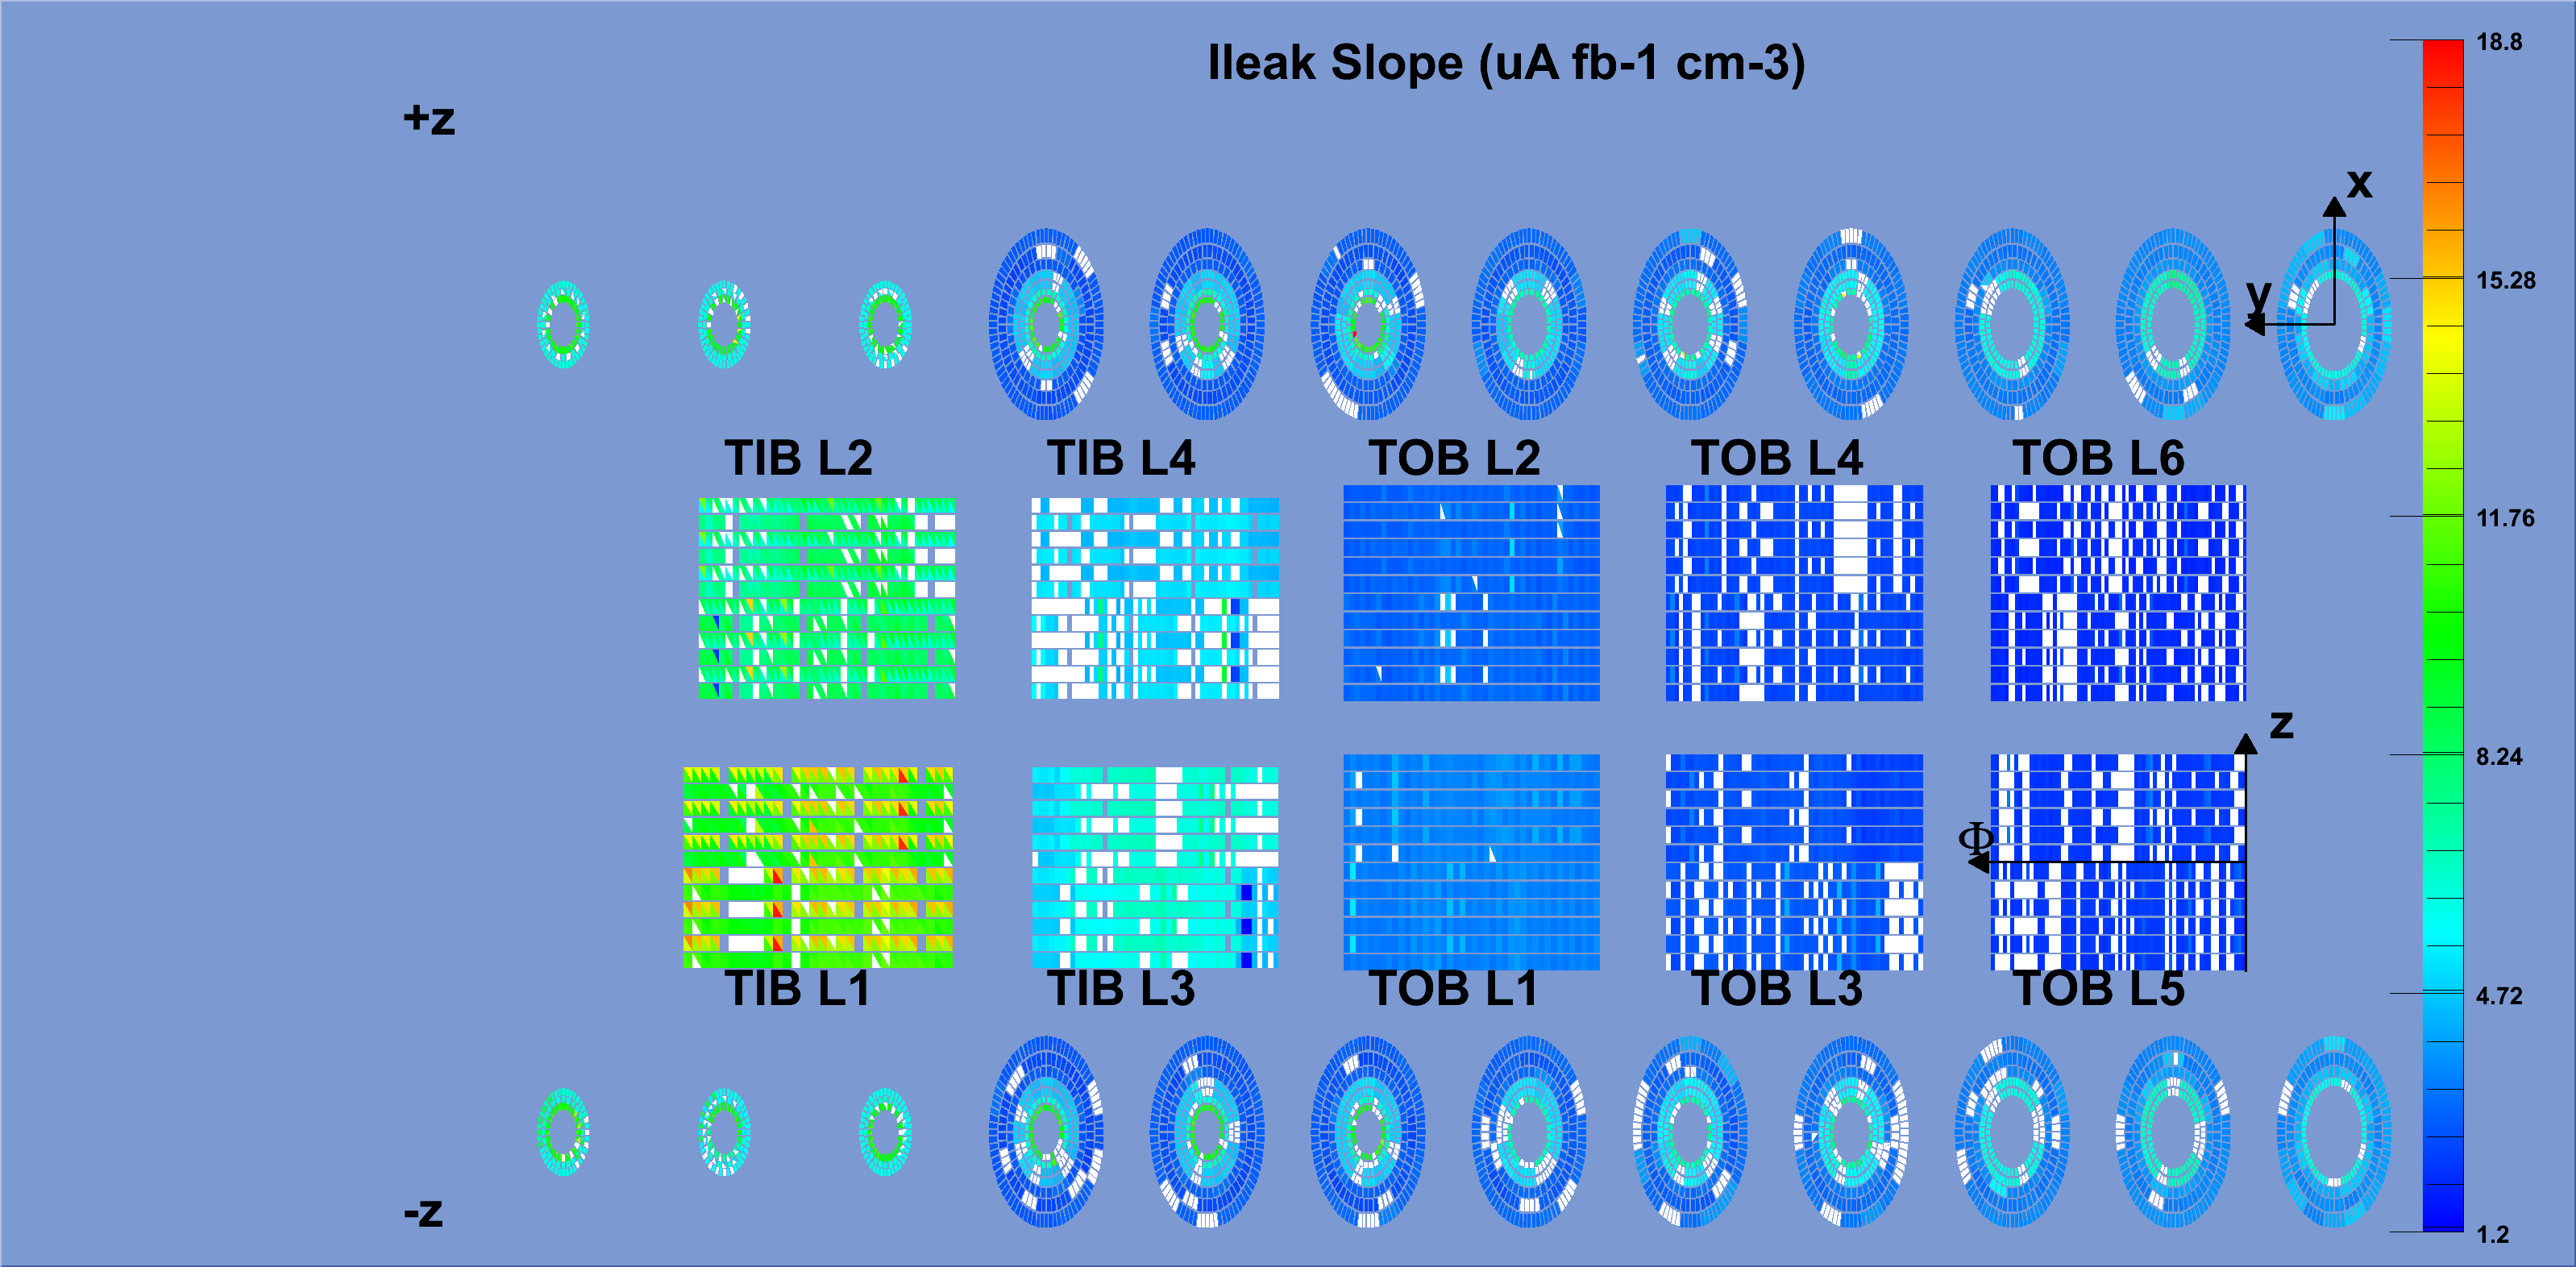 Ileak Slope (uA fb-1 cm-3)
18.8
+z
x
15.28
y
TIB L2 TIB L4 TOB L2 TOB L4 TOB L6
11.76
z
8.24
Φ
TIB L1 TIB L3 TOB L1 TOB L3 TOB L5
4.72
-z
1.2